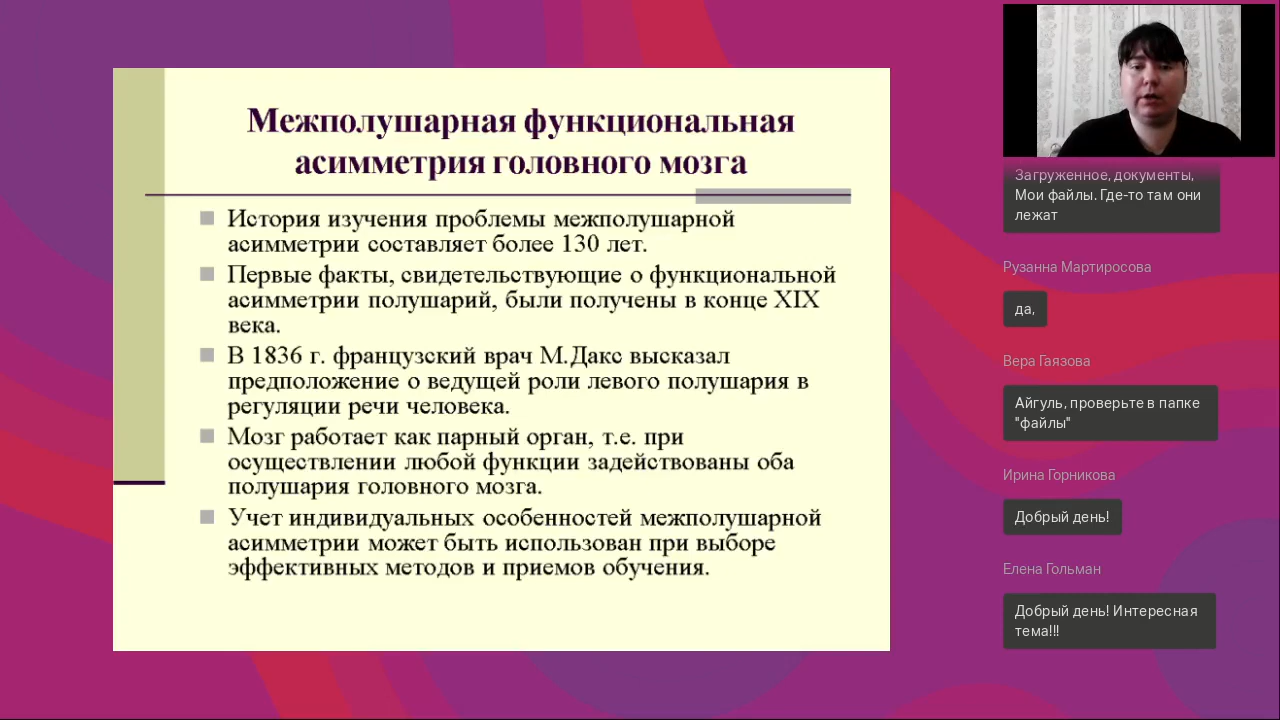 Межполушарная функциональная
асимметрия головного мозга
История изучения проблемы межполушарной
асимметрии составляет более 130 лет.
Первые факты, свидетельствующие о функциональной
асимметрии полушарий, были получены в конце XIX
века.
В 1836 г. французский врач М.Дакс высказал
предположение о ведущей роли левого полушария в
регуляции речи человека.
Мозг работает как парный орган, т.е. при
осуществлении любой функции задействованы оба
полушария головного мозга.
Учет индивидуальных особенностей межполушарной
асимметрии может быть использован при выборе
эффективных методов и приемов обучения.
Загруженное, документы,
Мои файлы. Где-то там они
лежат
Рузанна Мартиросова
да,
Вера Гаязова
Айгуль, проверьте в папке
"файлы"
Ирина Горникова
Добрый день!
Елена Гольман
Добрый день! Интересная
тема!!!